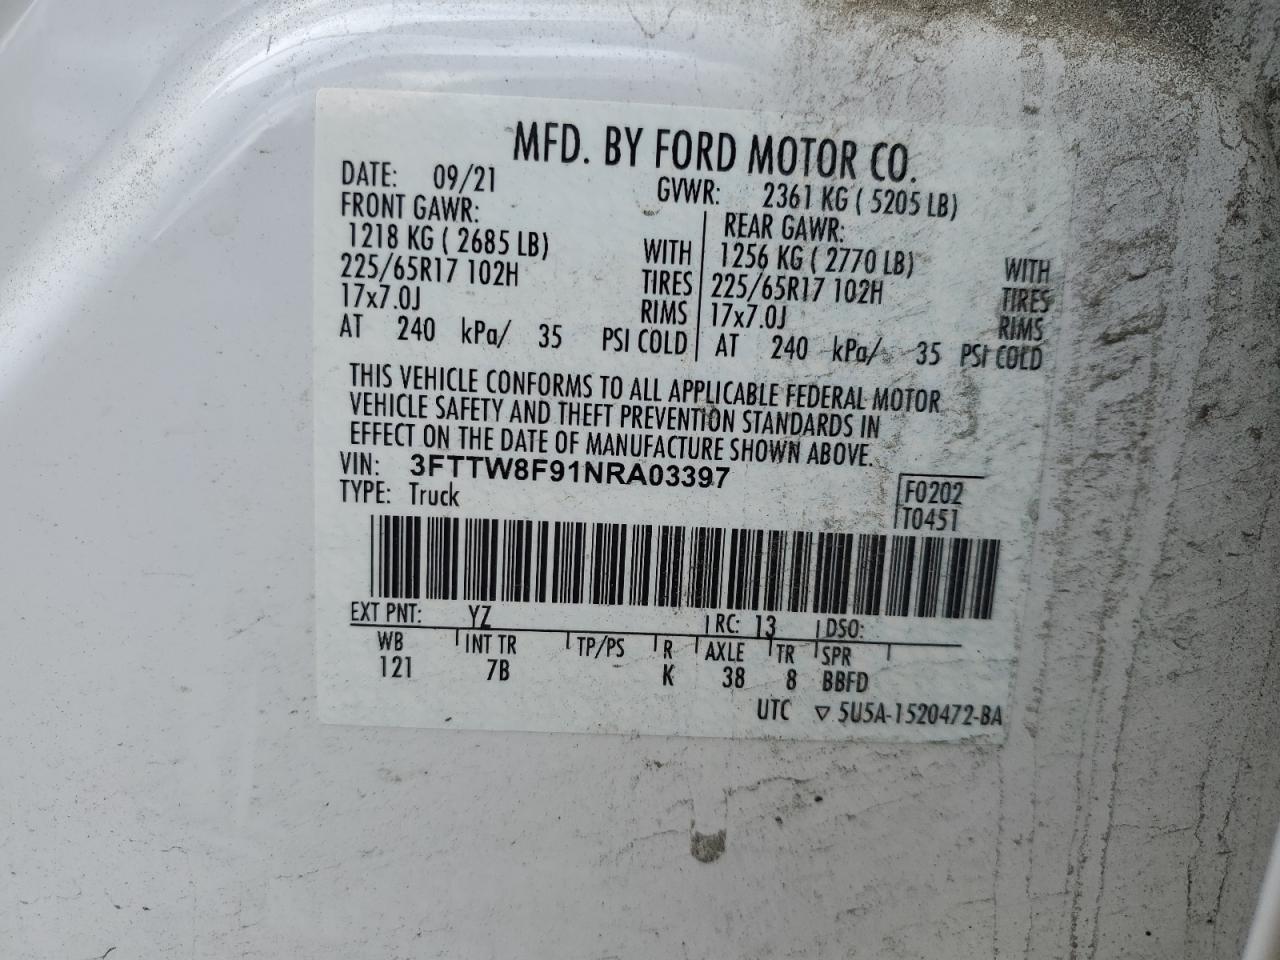 MFD. BY FORD MOTOR CO.
DATE: 09/21 GVWR: 2361 KG ( 5205 LB)
FRONT GAWR: REAR GAWR:
1218 KG ( 2685 LB) WITH 1256 KG ( 2770 LB) WITH
225/65R17 102H TIRES 225/65R17 102H TIRES
17x7.0J RIMS 17x7.0J RIMS
AT 240 kPa/ 35 PSI COLD AT 240 kPa/ 35 PSI COLD
THIS VEHICLE CONFORMS TO ALL APPLICABLE FEDERAL MOTOR
VEHICLE SAFETY AND THEFT PREVENTION STANDARDS IN
EFFECT ON THE DATE OF MANUFACTURE SHOWN ABOVE.
VIN: 3FTTW8F91NRA03397 F0202
TYPE: Truck T0451
EXT PNT: YZ RC: 13 DSO:
WB INT TR TP/PS R AXLE TR SPR
121 7B K 38 8 BBFD
UTC ▽ 5U5A-1520472-BA